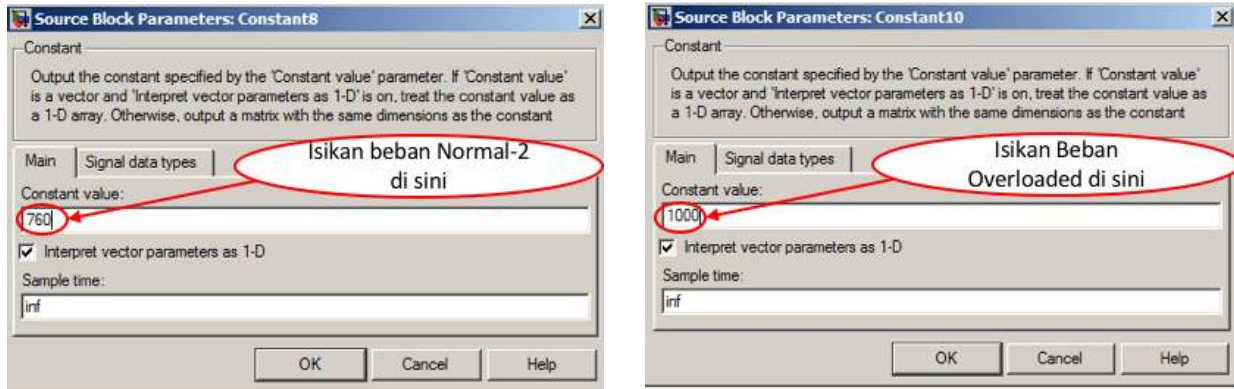 Source Block Parameters: Constant8
Constant
Output the constant specified by the 'Constant value' parameter. If 'Constant value'
is a vector and 'Interpret vector parameters as 1-D' is on, treat the constant value as
a 1-D array. Otherwise, output a matrix with the same dimensions as the constant
Main
Signal data types
Isikan beban Normal-2
di sini
Constant value:
760
Interpret vector parameters as 1-D
Sample time:
inf
OK
Cancel
Help
Source Block Parameters: Constant10
Constant
Output the constant specified by the 'Constant value' parameter. If 'Constant value'
is a vector and 'Interpret vector parameters as 1-D' is on, treat the constant value as
a 1-D array. Otherwise, output a matrix with the same dimensions as the constant
Main
Signal data types
Isikan Beban
Overloaded di sini
Constant value:
1000
Interpret vector parameters as 1-D
Sample time:
inf
OK
Cancel
Help